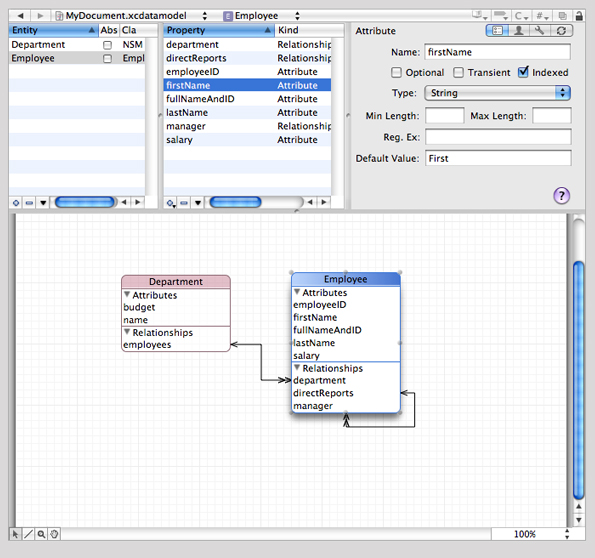 MyDocument.xcdatamodel Employee
Entity Abs Cla
Department NSM
Employee Empl
Property Kind
department Relationship
directReports Relationship
employeeID Attribute
firstName Attribute
fullNameAndID Attribute
lastName Attribute
manager Relationship
salary Attribute
Attribute
Name: firstName
Optional Transient Indexed
Type: String
Min Length: Max Length:
Reg. Ex:
Default Value: First
?
Department
Attributes
budget
name
Relationships
employees
Employee
Attributes
employeeID
firstName
fullNameAndID
lastName
salary
Relationships
department
directReports
manager
100%